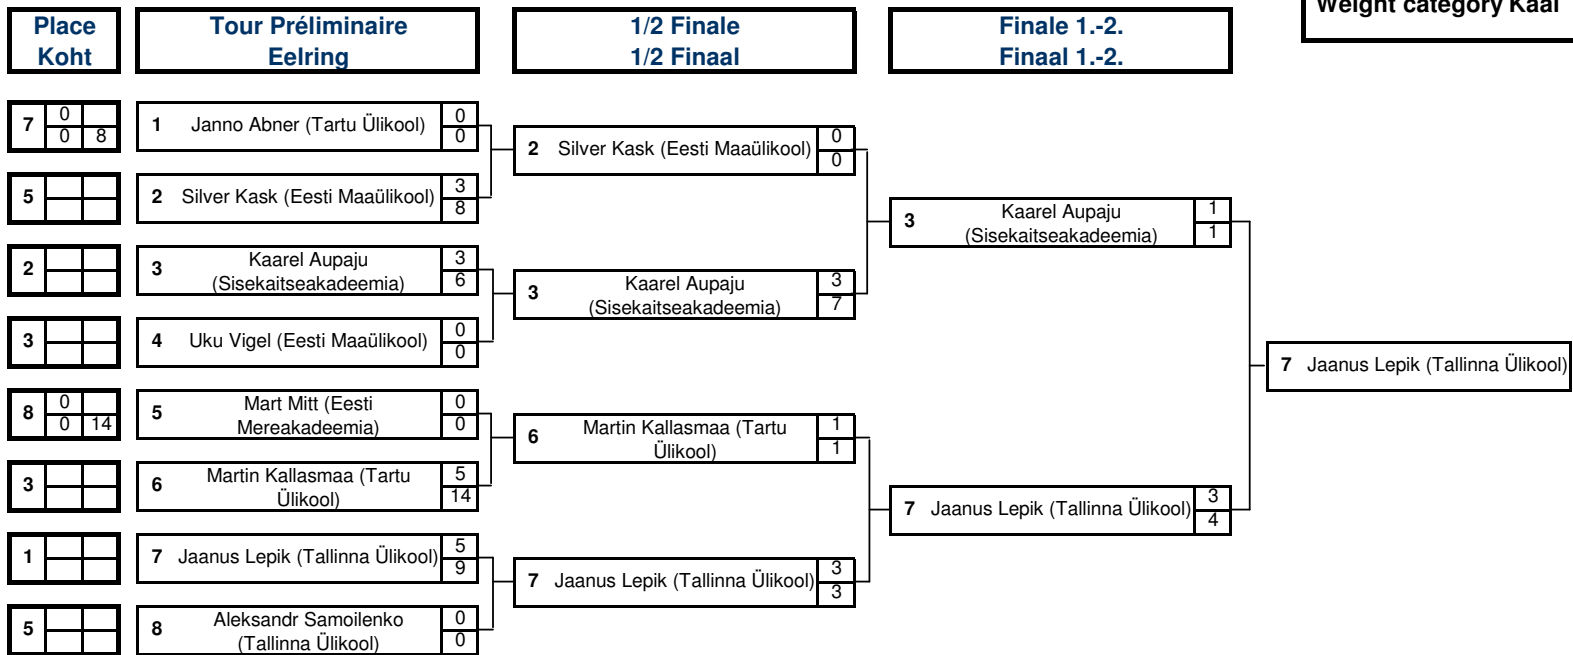 Weight category Kaal
Place
Koht
Tour Préliminaire
Eelring
1/2 Finale
1/2 Finaal
Finale 1.-2.
Finaal 1.-2.
7 0
0 8
1 Janno Abner (Tartu Ülikool) 0
0
5
2 Silver Kask (Eesti Maaülikool) 3
8
2
3 Kaarel Aupaju
(Sisekaitseakadeemia) 3
6
3
4 Uku Vigel (Eesti Maaülikool) 0
0
8 0
0 14
5 Mart Mitt (Eesti
Mereakadeemia) 0
0
3
6 Martin Kallasmaa (Tartu
Ülikool) 5
14
1
7 Jaanus Lepik (Tallinna Ülikool) 5
9
5
8 Aleksandr Samoilenko
(Tallinna Ülikool) 0
0
2 Silver Kask (Eesti Maaülikool) 0
0
3 Kaarel Aupaju
(Sisekaitseakadeemia) 3
7
6 Martin Kallasmaa (Tartu
Ülikool) 1
1
7 Jaanus Lepik (Tallinna Ülikool) 3
3
3 Kaarel Aupaju
(Sisekaitseakadeemia) 1
1
7 Jaanus Lepik (Tallinna Ülikool) 3
4
7 Jaanus Lepik (Tallinna Ülikool)